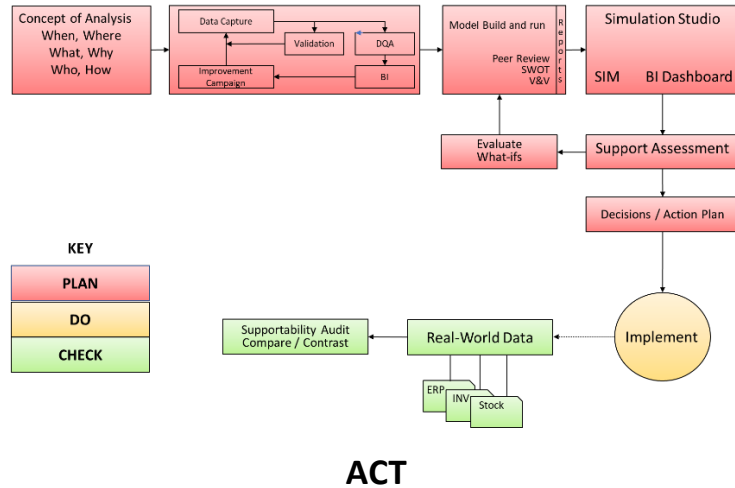 Concept of Analysis
When, Where
What, Why
Who, How
Data Capture
Validation
DQA
Improvement
Campaign
BI
Model Build and run
Peer Review
SWOT
V&V
Reports
Simulation Studio
SIM BI Dashboard
Evaluate
What-ifs
Support Assessment
Decisions / Action Plan
KEY
PLAN
DO
CHECK
Supportability Audit
Compare / Contrast
Real-World Data
Implement
ERP
INV
Stock
ACT